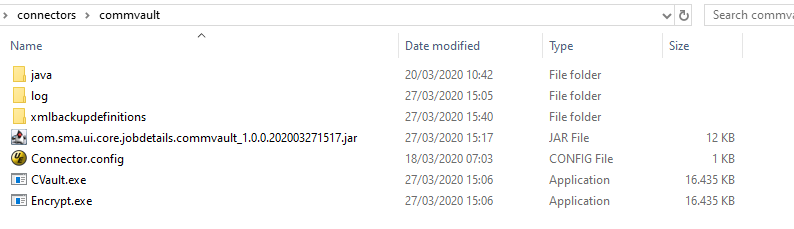 connectors > commvault
Search commv
Name Date modified Type Size
java 20/03/2020 10:42 File folder
log 27/03/2020 15:05 File folder
xmlbackupdefinitions 27/03/2020 15:40 File folder
com.sma.ui.core.jobdetails.commvault_1.0.0.202003271517.jar 27/03/2020 15:17 JAR File 12 KB
Connector.config 18/03/2020 07:03 CONFIG File 1 KB
CVault.exe 27/03/2020 15:06 Application 16.435 KB
Encrypt.exe 27/03/2020 15:06 Application 16.435 KB